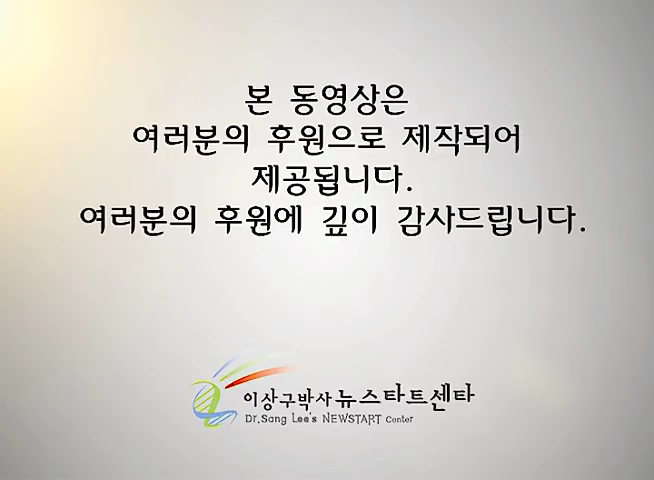 본 동영상은
여러분의 후원으로 제작되어
제공됩니다.
여러분의 후원에 깊이 감사드립니다.
이상구박사 뉴스타트센타
Dr.Sang Lee's NEWSTART Center